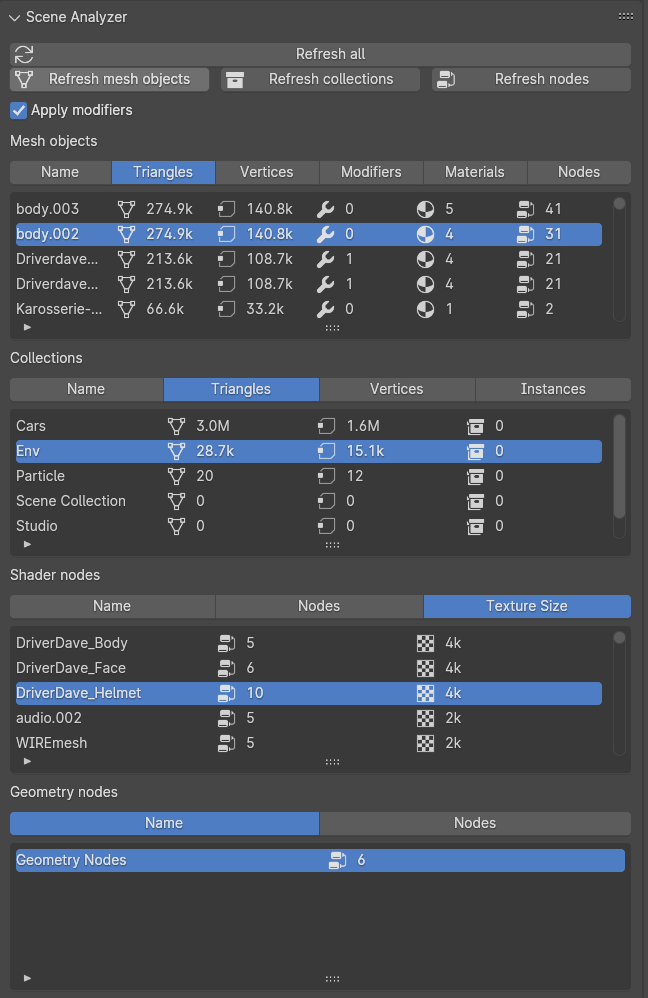 Scene Analyzer
Refresh all
Refresh mesh objects Refresh collections Refresh nodes
Apply modifiers
Mesh objects
Name Triangles Vertices Modifiers Materials Nodes
body.003 274.9k 140.8k 0 5 41
body.002 274.9k 140.8k 0 4 31
Driverdave... 213.6k 108.7k 1 4 21
Driverdave... 213.6k 108.7k 1 4 21
Karosserie-... 66.6k 33.2k 0 1 2
Collections
Name Triangles Vertices Instances
Cars 3.0M 1.6M 0
Env 28.7k 15.1k 0
Particle 20 12 0
Scene Collection 0 0 0
Studio 0 0 0
Shader nodes
Name Nodes Texture Size
DriverDave_Body 5 4k
DriverDave_Face 6 4k
DriverDave_Helmet 10 4k
audio.002 5 2k
WIREmesh 5 2k
Geometry nodes
Name Nodes
Geometry Nodes 6